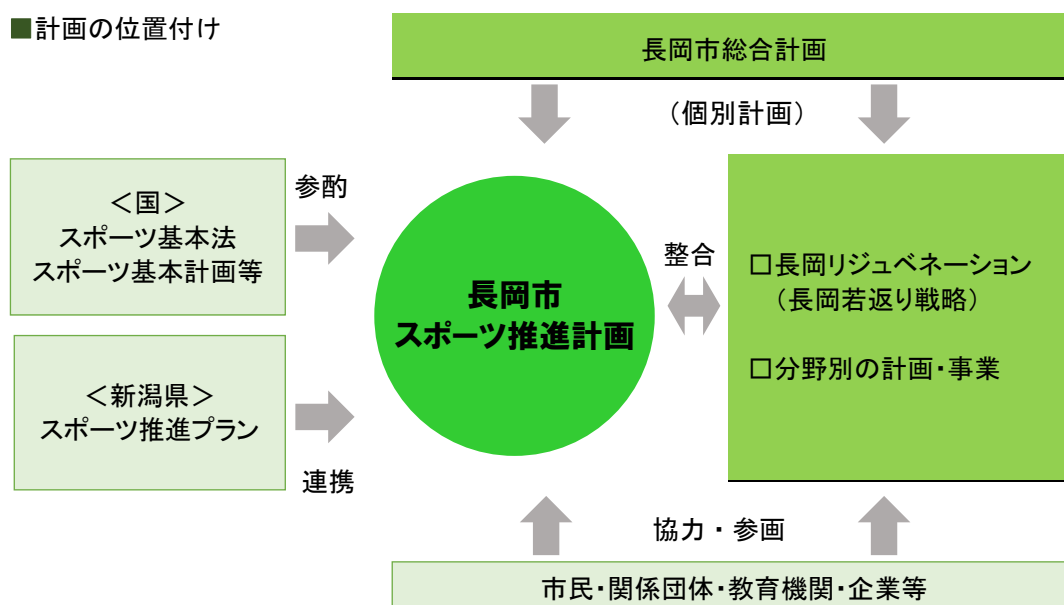 ■計画の位置付け
長岡市総合計画
（個別計画）
＜国＞
スポーツ基本法
スポーツ基本計画等
参酌
＜新潟県＞
スポーツ推進プラン
連携
長岡市
スポーツ推進計画
整合
□長岡リジュベネーション
（長岡若返り戦略）
□分野別の計画・事業
協力・参画
市民・関係団体・教育機関・企業等